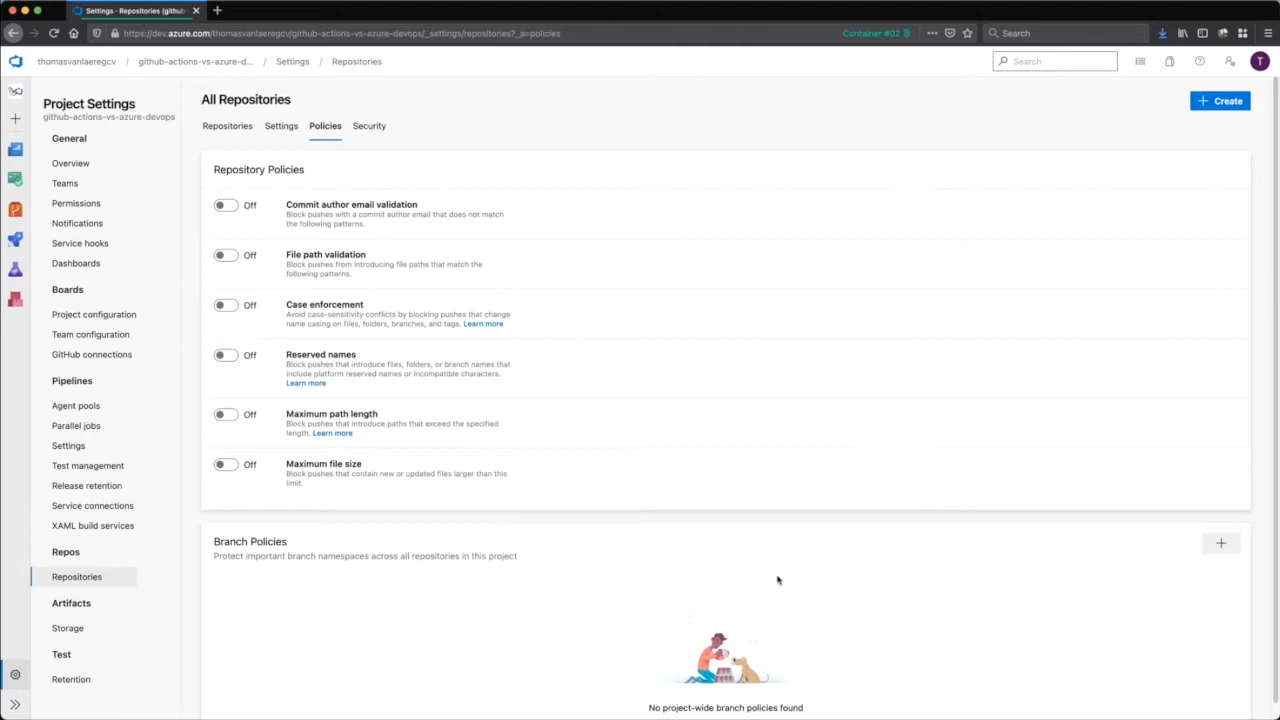 Settings - Repositories (github-
https://dev.azure.com/thomasvanlaeregcv/github-actions-vs-azure-devops/_settings/repositories?_a=policies
Container #02
Search
thomasvanlaeregcv / github-actions-vs-azure-d... / Settings / Repositories
Search
T
Project Settings
github-actions-vs-azure-devops
General
Overview
Teams
Permissions
Notifications
Service hooks
Dashboards
Boards
Project configuration
Team configuration
GitHub connections
Pipelines
Agent pools
Parallel jobs
Settings
Test management
Release retention
Service connections
XAML build services
Repos
Repositories
Artifacts
Storage
Test
Retention
All Repositories
Create
Repositories Settings Policies Security
Repository Policies
Off Commit author email validation
Block pushes with a commit author email that does not match
the following patterns.
Off File path validation
Block pushes from introducing file paths that match the
following patterns.
Off Case enforcement
Avoid case-sensitivity conflicts by blocking pushes that change
name casing on files, folders, branches, and tags. Learn more
Off Reserved names
Block pushes that introduce files, folders, or branch names that
include platform reserved names or incompatible characters.
Learn more
Off Maximum path length
Block pushes that introduce paths that exceed the specified
length. Learn more
Off Maximum file size
Block pushes that contain new or updated files larger than this
limit.
Branch Policies
Protect important branch namespaces across all repositories in this project
No project-wide branch policies found